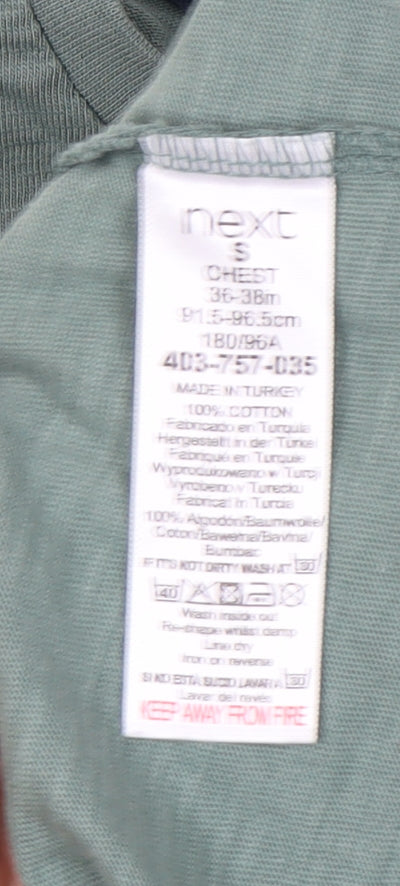 next
S
CHEST
36-38in
91.5-96.5cm
180/96A
403-757-035
MADE IN TURKEY
100% COTTON
Fabricado en Turquía
Hergestellt in der Türkei
Fabriqué en Turquie
Wyprodukowano w Turcji
Vyrobeno v Turecku
Fabricat în Turcia
100% Algodón/Baumwolle/
Coton/Bawełna/Bavlna/
Bumbac
IF IT'S NOT DIRTY WASH AT 30
40
Wash inside out
Re-shape whilst damp
Line dry
Iron on reverse
SI NO ESTÁ SUCIO LAVAR A 30
Lavar del revés
KEEP AWAY FROM FIRE